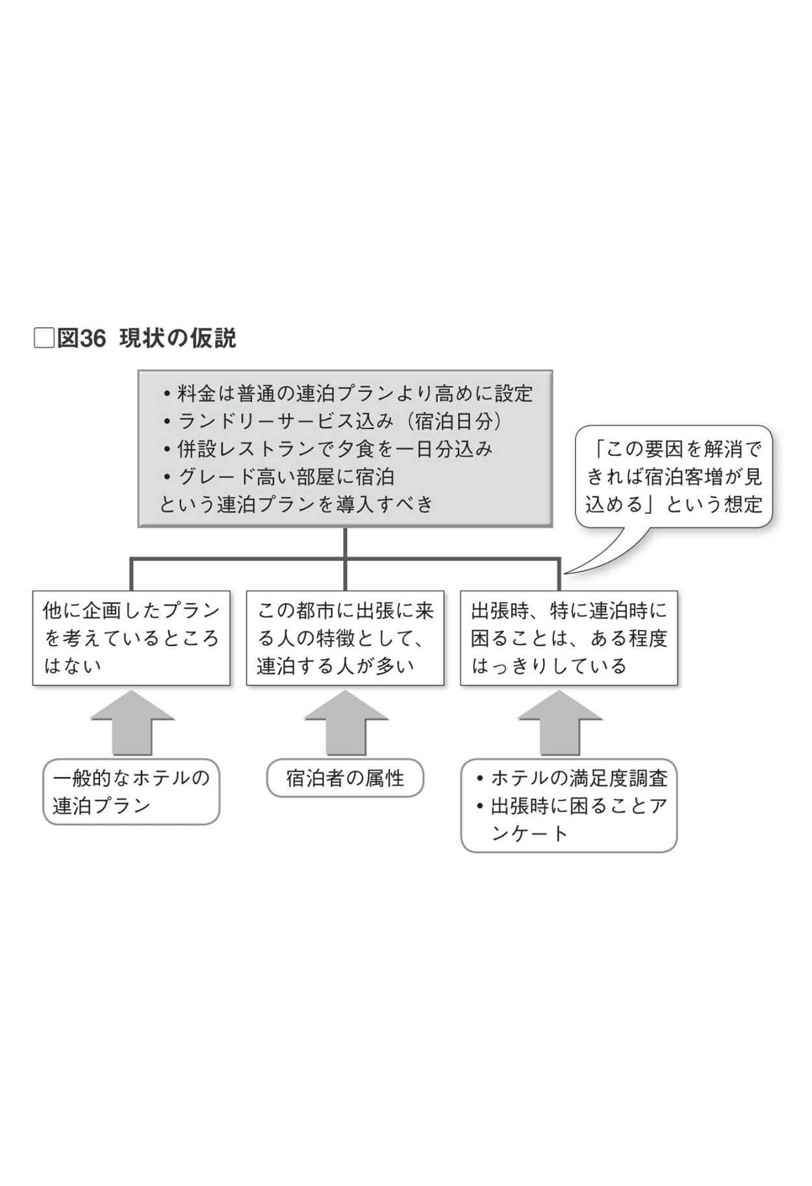 □図36 現状の仮説
・料金は普通の連泊プランより高めに設定
・ランドリーサービス込み（宿泊日分）
・併設レストランで夕食を一日分込み
・グレード高い部屋に宿泊
という連泊プランを導入すべき
「この要因を解消で
きれば宿泊客増が見
込める」という想定
他に企画したプラン
を考えているところ
はない
この都市に出張に来
る人の特徴として、
連泊する人が多い
出張時、特に連泊時に
困ることは、ある程度
はっきりしている
一般的なホテルの
連泊プラン
宿泊者の属性
・ホテルの満足度調査
・出張時に困ることア
ンケート